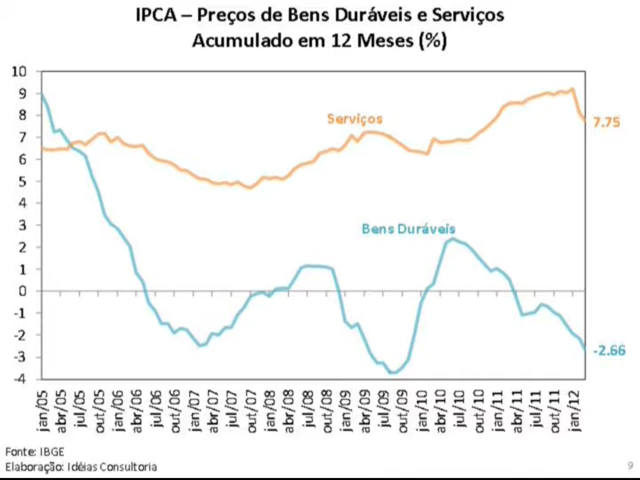 IPCA – Preços de Bens Duráveis e Serviços
Acumulado em 12 Meses (%)
10
9
8
7
6
5
4
3
2
1
0
-1
-2
-3
-4
Serviços
7.75
Bens Duráveis
-2.66
jan/05
abr/05
jul/05
out/05
jan/06
abr/06
jul/06
out/06
jan/07
abr/07
jul/07
out/07
jan/08
abr/08
jul/08
out/08
jan/09
abr/09
jul/09
out/09
jan/10
abr/10
jul/10
out/10
jan/11
abr/11
jul/11
out/11
jan/12
Fonte: IBGE
Elaboração: Idéias Consultoria
9